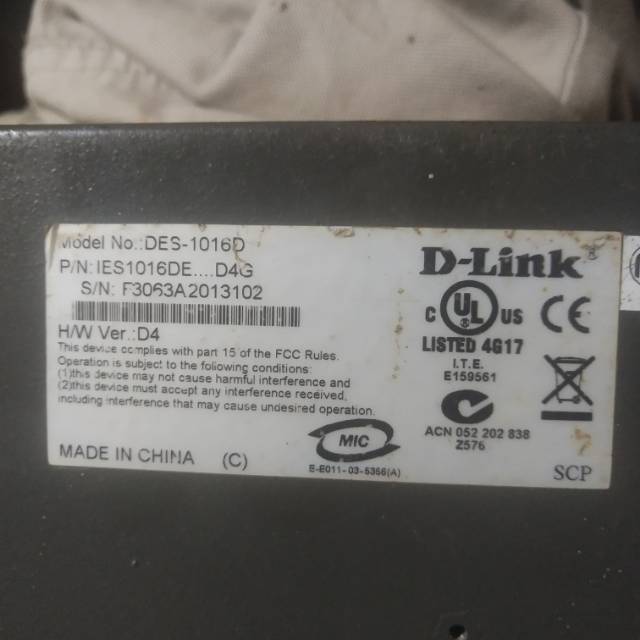 Model No.:DES-1016D
P/N:IES1016DE....D4G
S/N: F3063A2013102
H/W Ver.:D4
This device complies with part 15 of the FCC Rules.
Operation is subject to the following conditions:
(1)this device may not cause harmful interference and
(2)this device must accept any interference received,
including interference that may cause undesired operation.
MADE IN CHINA (C)
MIC
E-E011-03-5366(A)
D-Link
C UL US CE
®
LISTED 4G17
I.T.E.
E159561
ACN 052 202 838
Z576
SCP